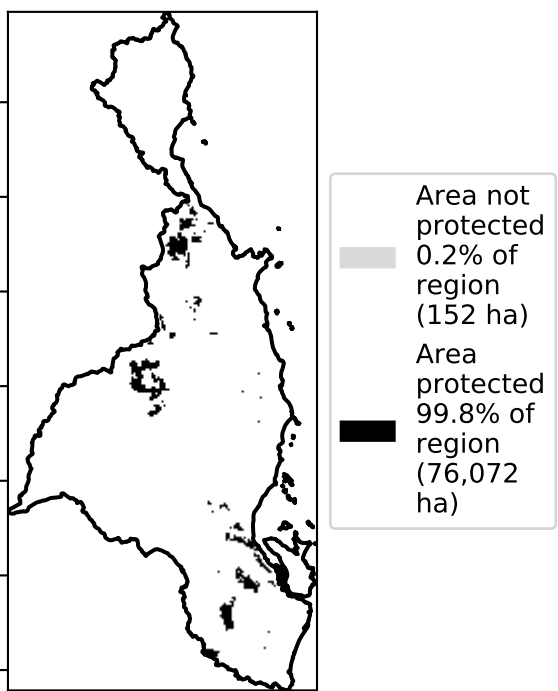 Area not
protected
0.2% of
region
(152 ha)
Area
protected
99.8% of
region
(76,072
ha)